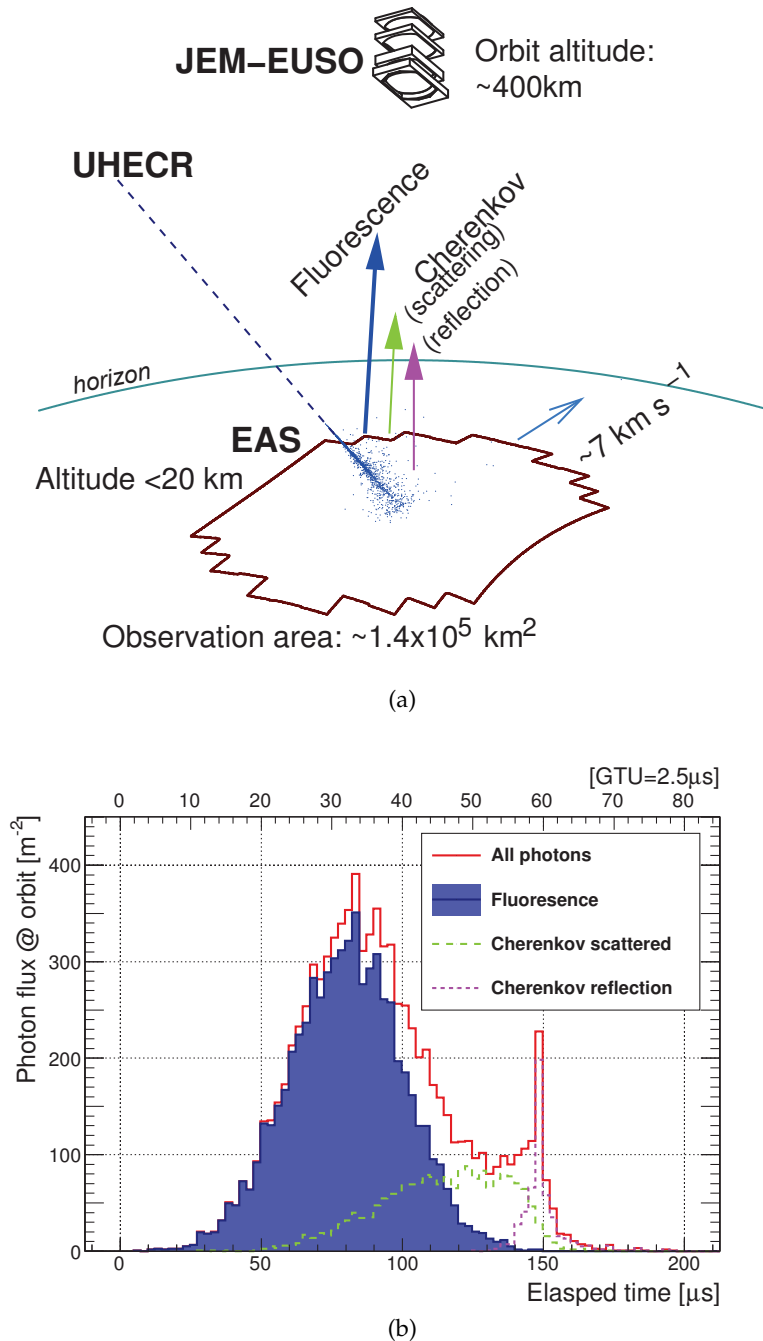 JEM–EUSO
Orbit altitude:
~400km
UHECR
Fluorescence
Cherenkov
(scattering)
(reflection)
horizon
~7 km s⁻¹
EAS
Altitude <20 km
Observation area: ~1.4x10⁵ km²
(a)
[GTU=2.5μs]
0 10 20 30 40 50 60 70 80
Photon flux @ orbit [m⁻²]
400
300
200
100
0
All photons
Fluoresence
Cherenkov scattered
Cherenkov reflection
0 50 100 150 200
Elasped time [μs]
(b)